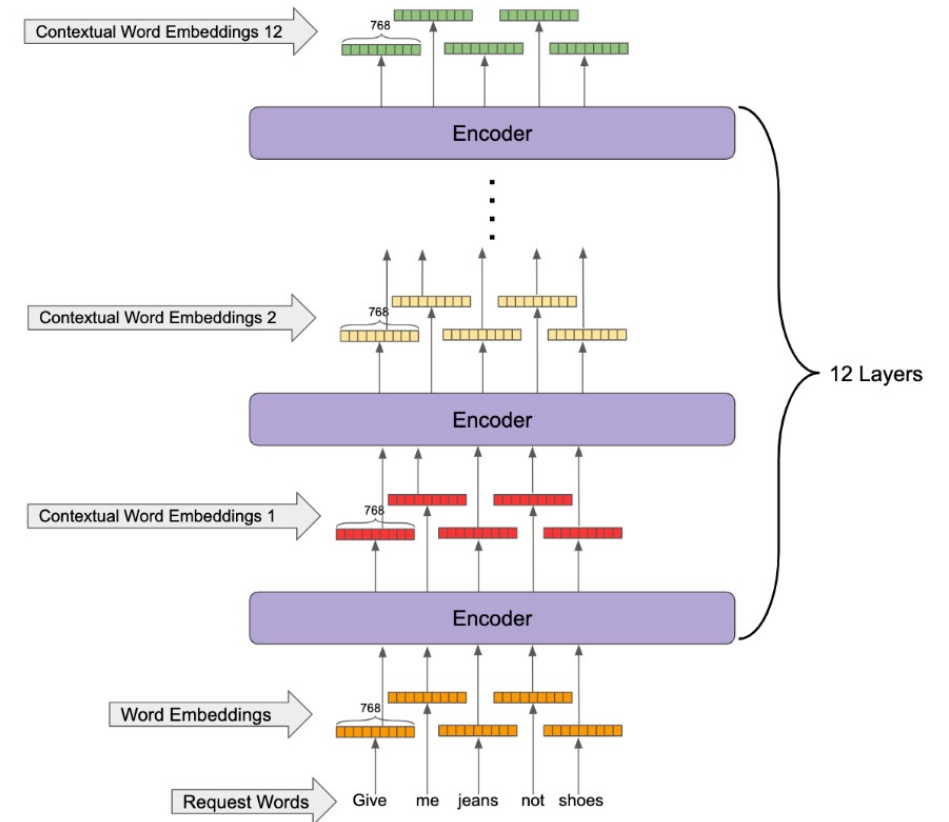 Contextual Word Embeddings 12
768
Encoder
Contextual Word Embeddings 2
768
12 Layers
Encoder
Contextual Word Embeddings 1
768
Encoder
Word Embeddings
768
Request Words
Give me jeans not shoes